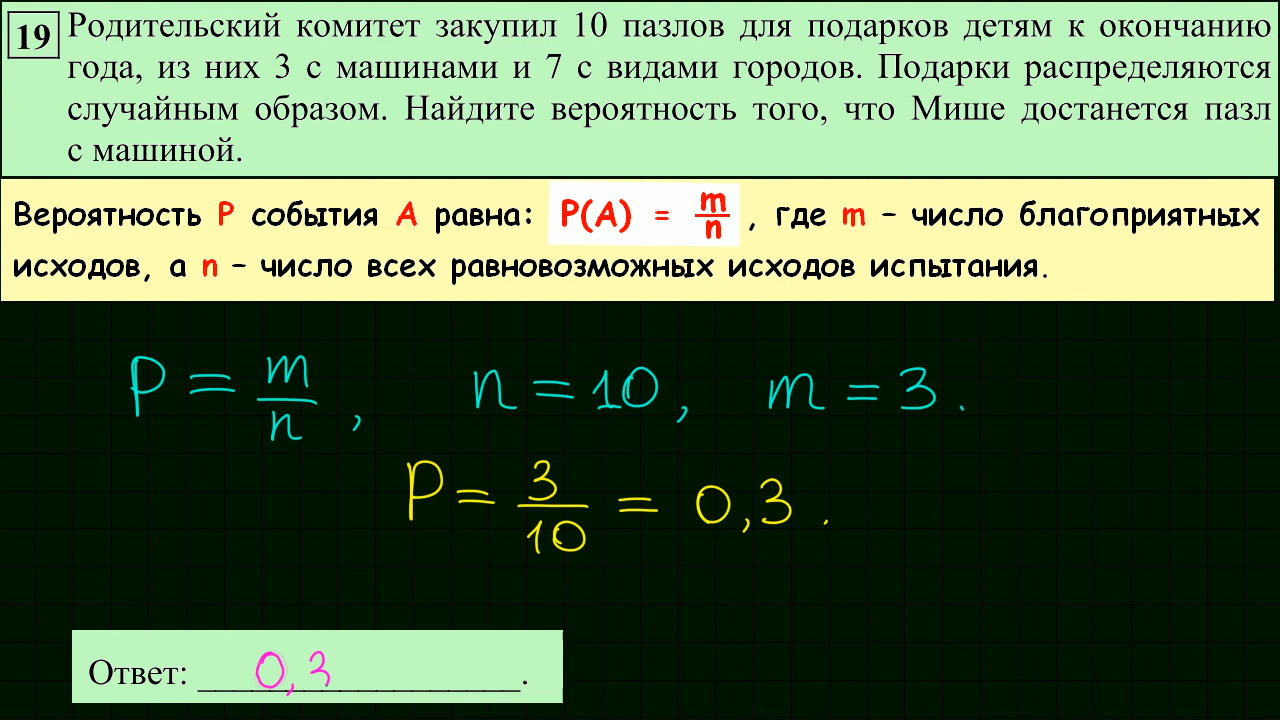 19 Родительский комитет закупил 10 пазлов для подарков детям к окончанию
года, из них 3 с машинами и 7 с видами городов. Подарки распределяются
случайным образом. Найдите вероятность того, что Мише достанется пазл
с машиной.
Вероятность P события A равна: P(A) = m/n, где m – число благоприятных
исходов, а n – число всех равновозможных исходов испытания.
P = m/n, n = 10, m = 3.
P = 3/10 = 0,3.
Ответ: 0,3.